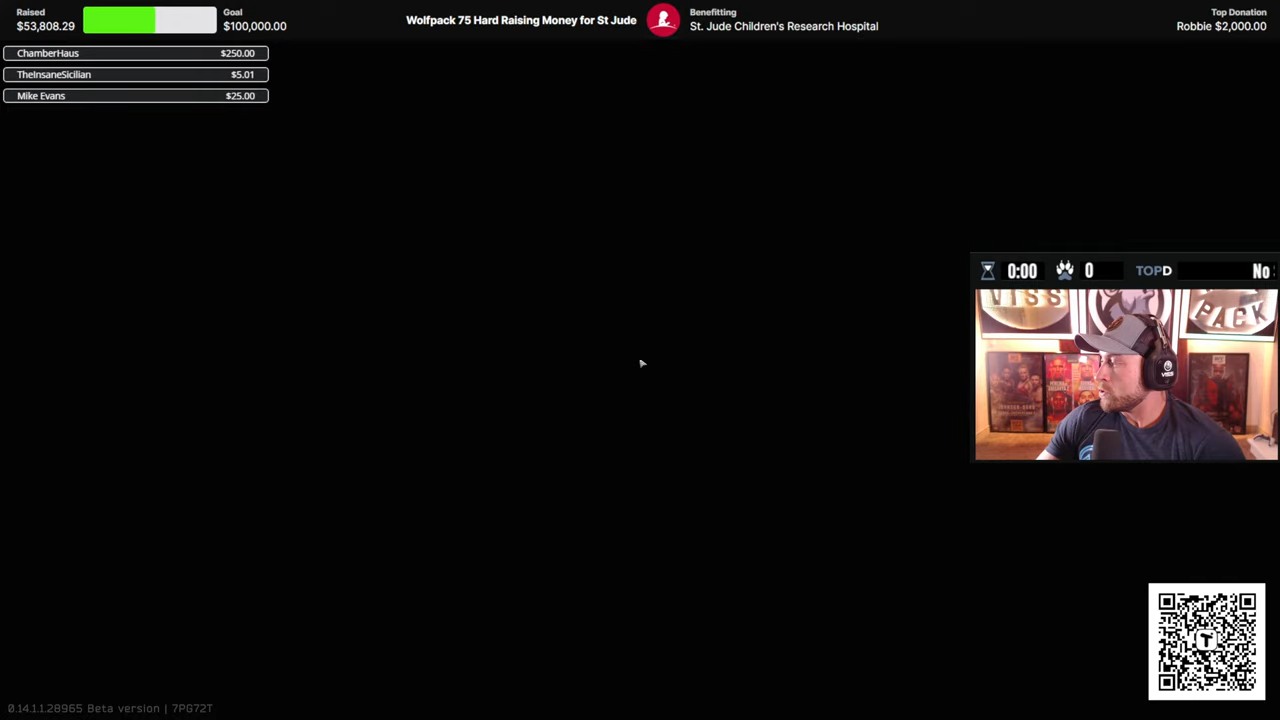 Raised
$53,808.29
Goal
$100,000.00
Wolfpack 75 Hard Raising Money for St Jude
Benefitting
St. Jude Children's Research Hospital
Top Donation
Robbie $2,000.00
ChamberHaus $250.00
TheInsaneSicilian $5.01
Mike Evans $25.00
0:00 0 TOPD No
VISS
PACK
T
0.14.1.1.28965 Beta version | 7PG72T